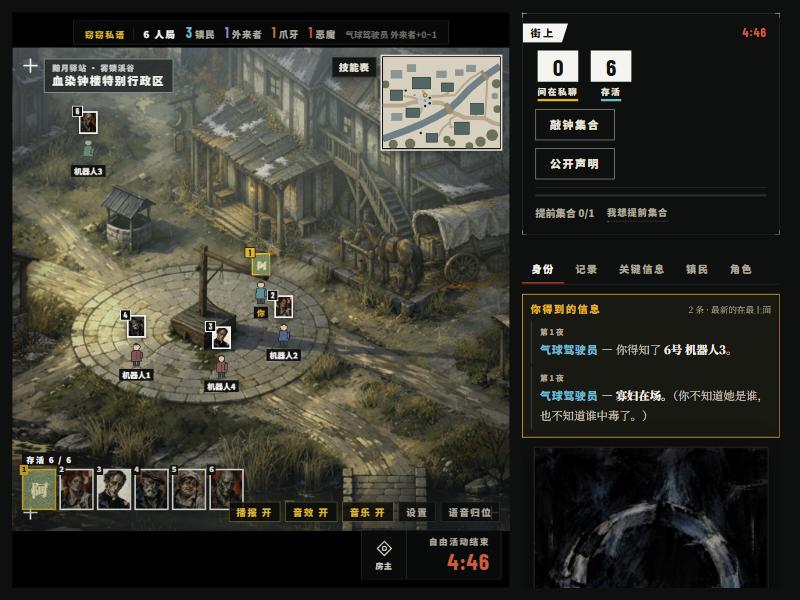 窃窃私语 6 人局 3 镇民 1 外来者 1 爪牙 1 恶魔 气球驾驶员 外来者+0~1
黯月驿站 · 雾锁溪谷
血染钟楼特别行政区
技能表
6
机器人3
1
阿
你
2
机器人2
4
机器人1
3
机器人4
存活 6 / 6
1 2 3 4 5 6
阿
播报 开 音效 开 音乐 开 设置 语音归位
房主
自由活动结束
4:46
街上 4:46
0 6
间在私聊 存活
敲钟集合
公开声明
提前集合 0/1 我想提前集合
身份 记录 关键信息 镇民 角色
你得到的信息 2 条 · 最新的在最上面
第1夜
气球驾驶员 — 你得知了 6号 机器人3。
第1夜
气球驾驶员 — 寡妇在场。（你不知道她是谁，
也不知道谁中毒了。）